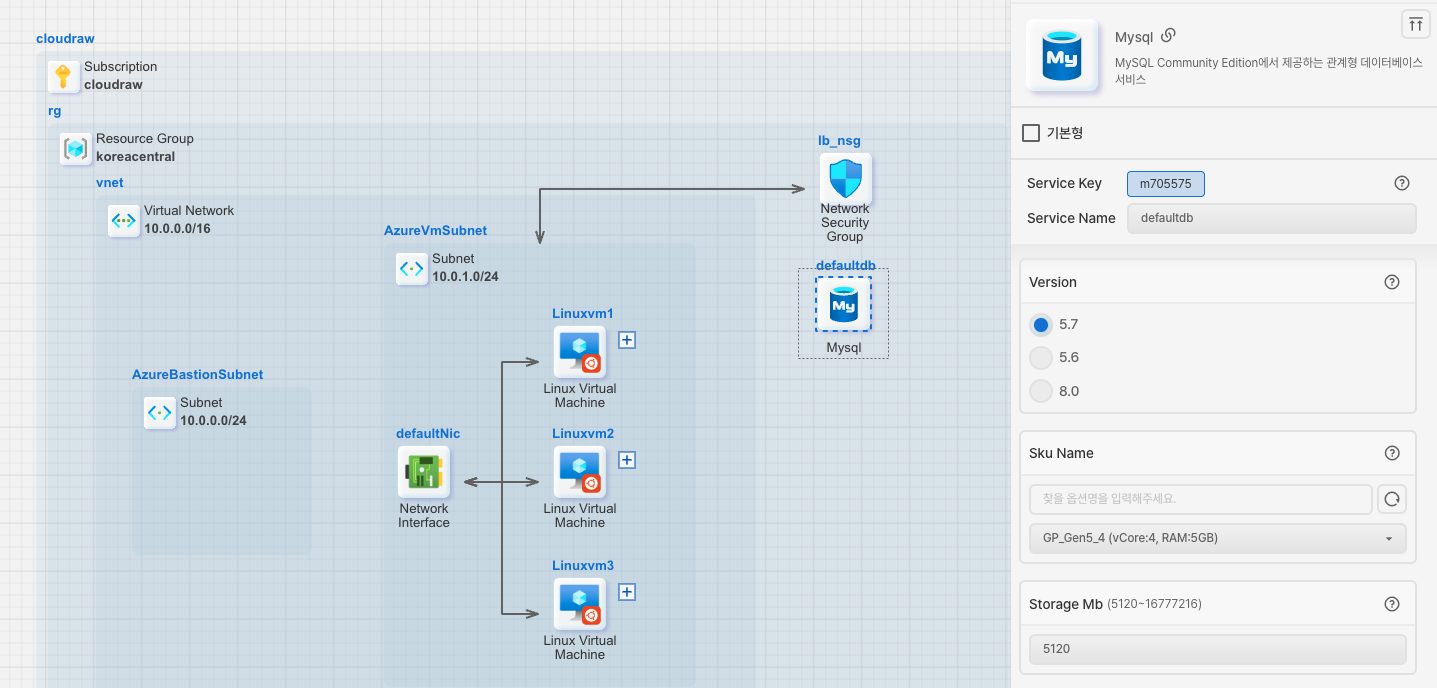 cloudraw
Subscription
cloudraw
rg
Resource Group
koreacentral
vnet
Virtual Network
10.0.0.0/16
AzureBastionSubnet
Subnet
10.0.0.0/24
AzureVmSubnet
Subnet
10.0.1.0/24
defaultNic
Network
Interface
Linuxvm1
Linux Virtual
Machine
Linuxvm2
Linux Virtual
Machine
Linuxvm3
Linux Virtual
Machine
lb_nsg
Network
Security
Group
defaultdb
My
Mysql
My
Mysql
MySQL Community Edition에서 제공하는 관계형 데이터베이스
서비스
기본형
Service Key
m705575
Service Name
defaultdb
Version
5.7
5.6
8.0
Sku Name
찾을 옵션명을 입력해주세요.
GP_Gen5_4 (vCore:4, RAM:5GB)
Storage Mb (5120~16777216)
5120